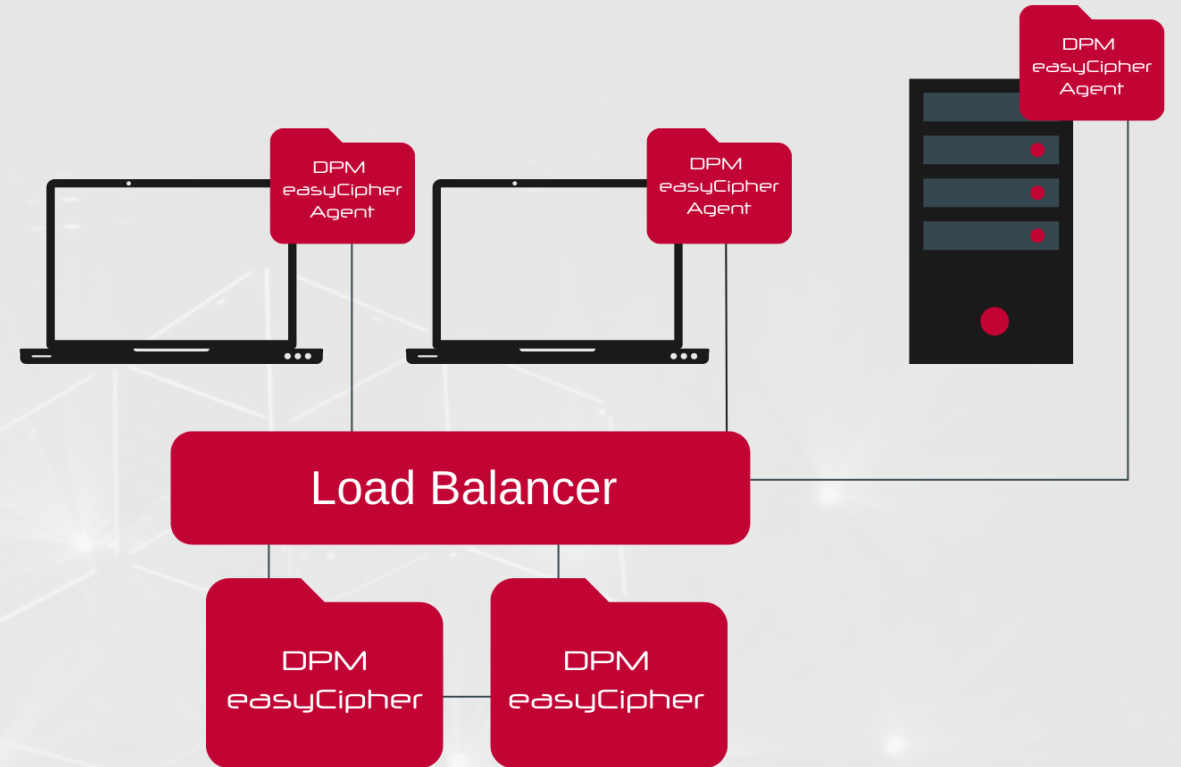 DPM
easyCipher
Agent
DPM
easyCipher
Agent
DPM
easyCipher
Agent
Load Balancer
DPM
easyCipher
DPM
easyCipher